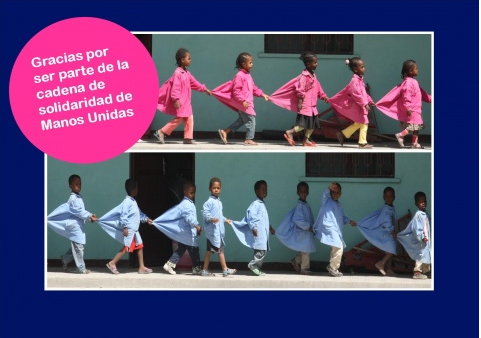 Gracias por
ser parte de la
cadena de
solidaridad de
Manos Unidas